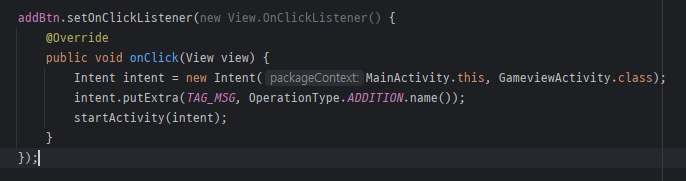 addBtn.setOnClickListener(new View.OnClickListener() {
@Override
public void onClick(View view) {
Intent intent = new Intent( packageContext: MainActivity.this, GameviewActivity.class);
intent.putExtra(TAG_MSG, OperationType.ADDITION.name());
startActivity(intent);
}
});